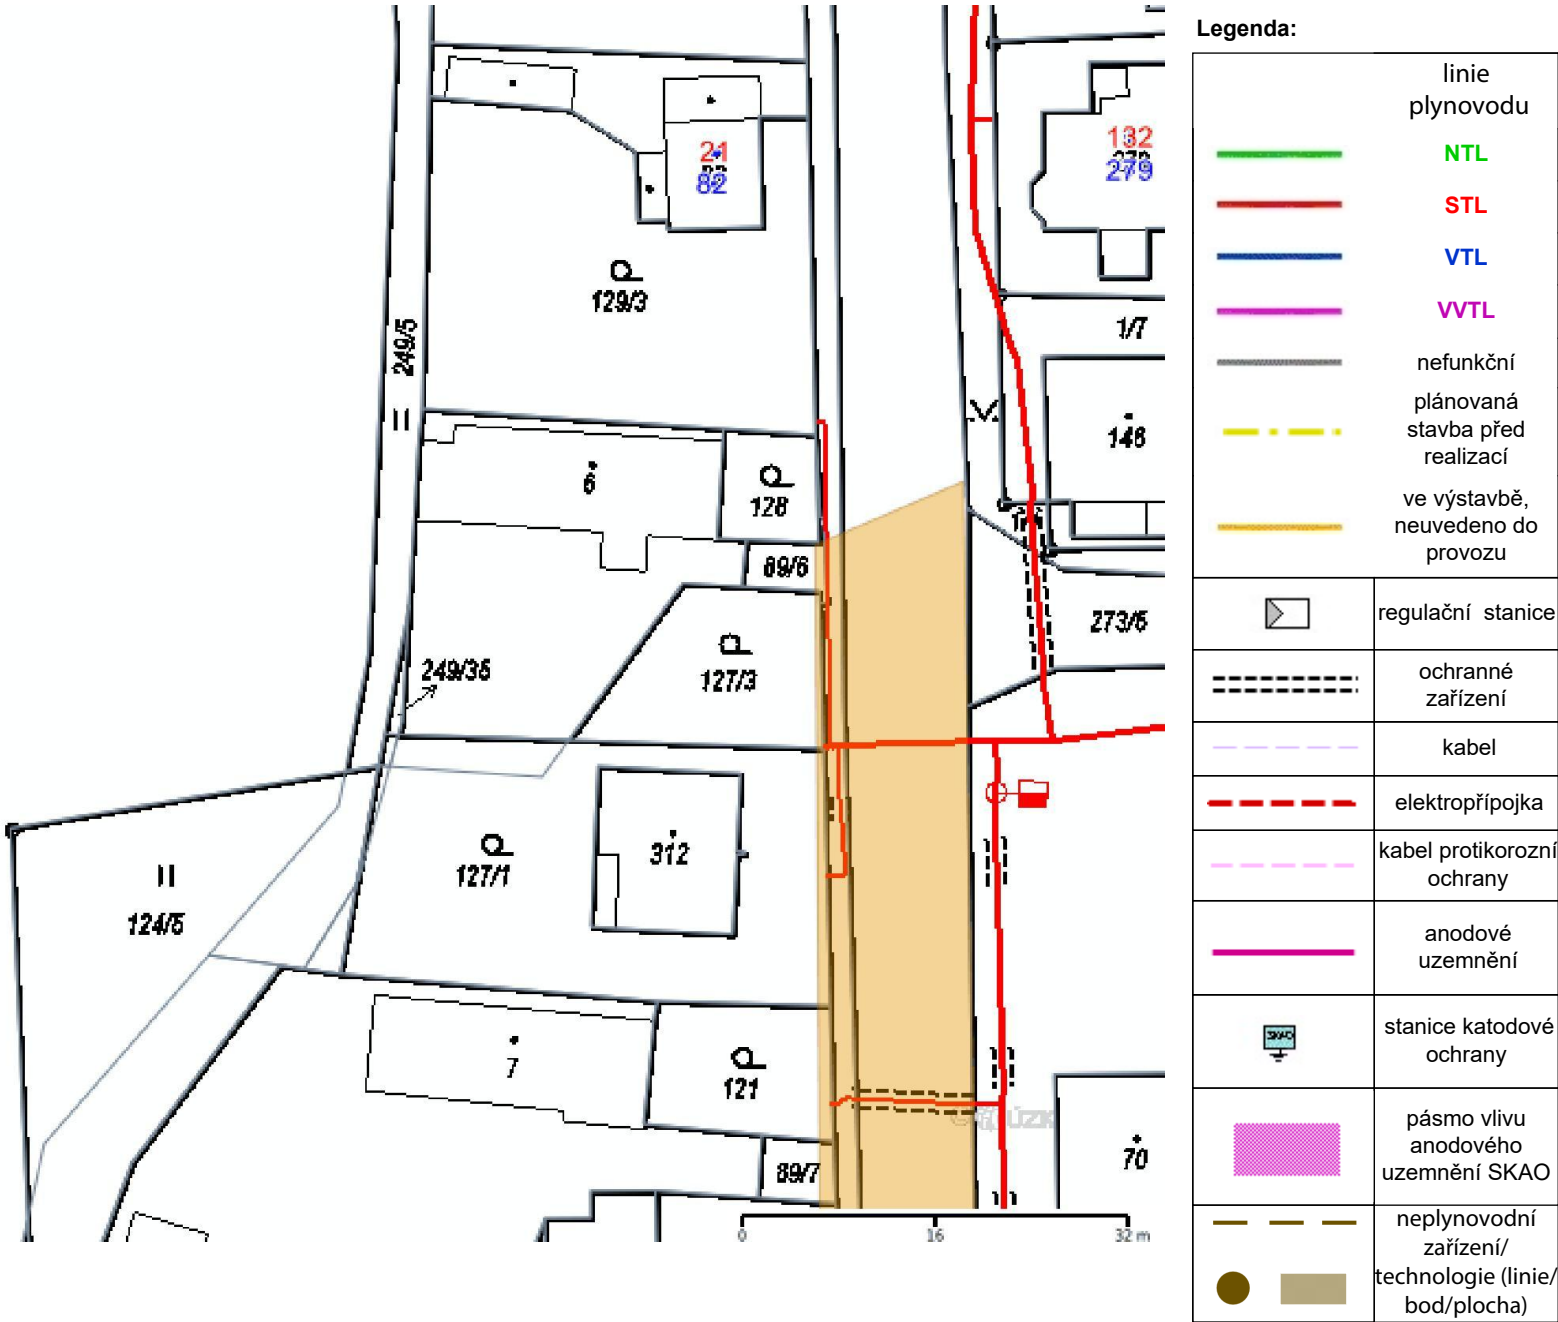 Legenda:
linie
plynovodu
NTL
STL
VTL
VVTL
nefunkční
plánovaná
stavba před
realizací
ve výstavbě,
neuvedeno do
provozu
regulační stanice
ochranné
zařízení
kabel
elektropřípojka
kabel protikorozní
ochrany
anodové
uzemnění
SKAO
stanice katodové
ochrany
pásmo vlivu
anodového
uzemnění SKAO
neplynovodní
zařízení/
technologie (linie/
bod/plocha)
21
82
132
279
129/3
249/5
1/7
146
6
128
89/6
273/6
249/35
127/3
127/1
312
124/5
7
121
89/7
70
0
16
32 m